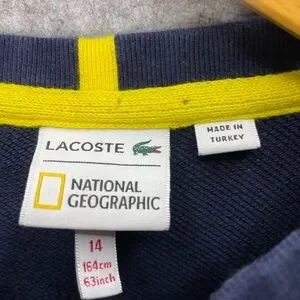 LACOSTE
NATIONAL
GEOGRAPHIC
MADE IN
TURKEY
14
164cm
63inch